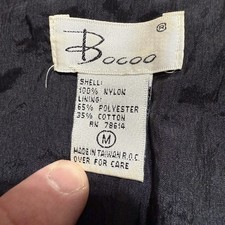 Bocoo
®
SHELL:
100% NYLON
LINING:
65% POLYESTER
35% COTTON
RN 78614
M
MADE IN TAIWAN R.O.C.
OVER FOR CARE